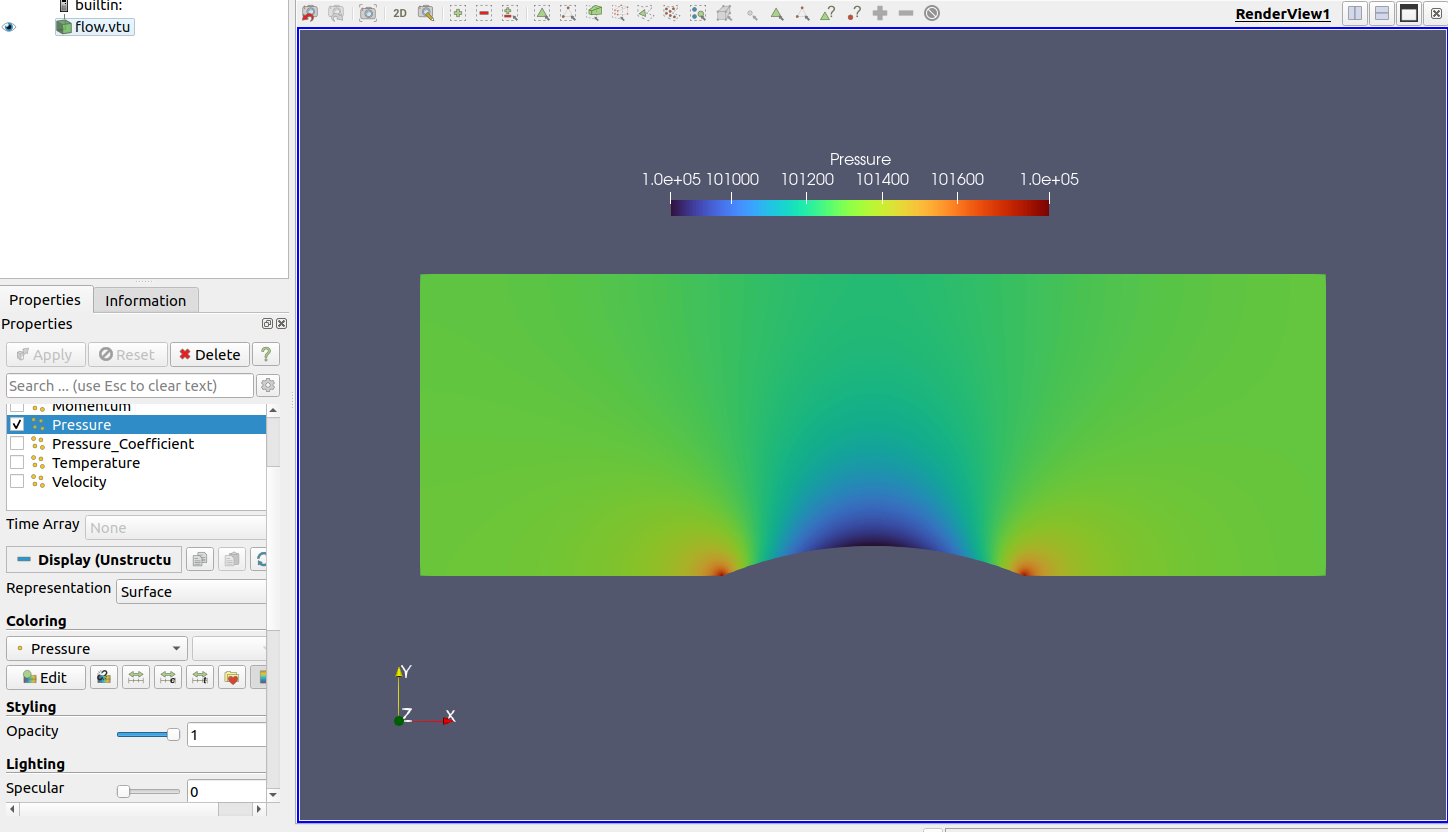 builtin:
flow.vtu
2D
RenderView1
Pressure
1.0e+05 101000 101200 101400 101600 1.0e+05
Properties Information
Properties
Apply Reset Delete ?
Search ... (use Esc to clear text)
Momentum
Pressure
Pressure_Coefficient
Temperature
Velocity
Time Array None
Display (Unstructu
Representation Surface
Coloring
Pressure
Edit
Styling
Opacity 1
Lighting
Specular 0
Y
Z X